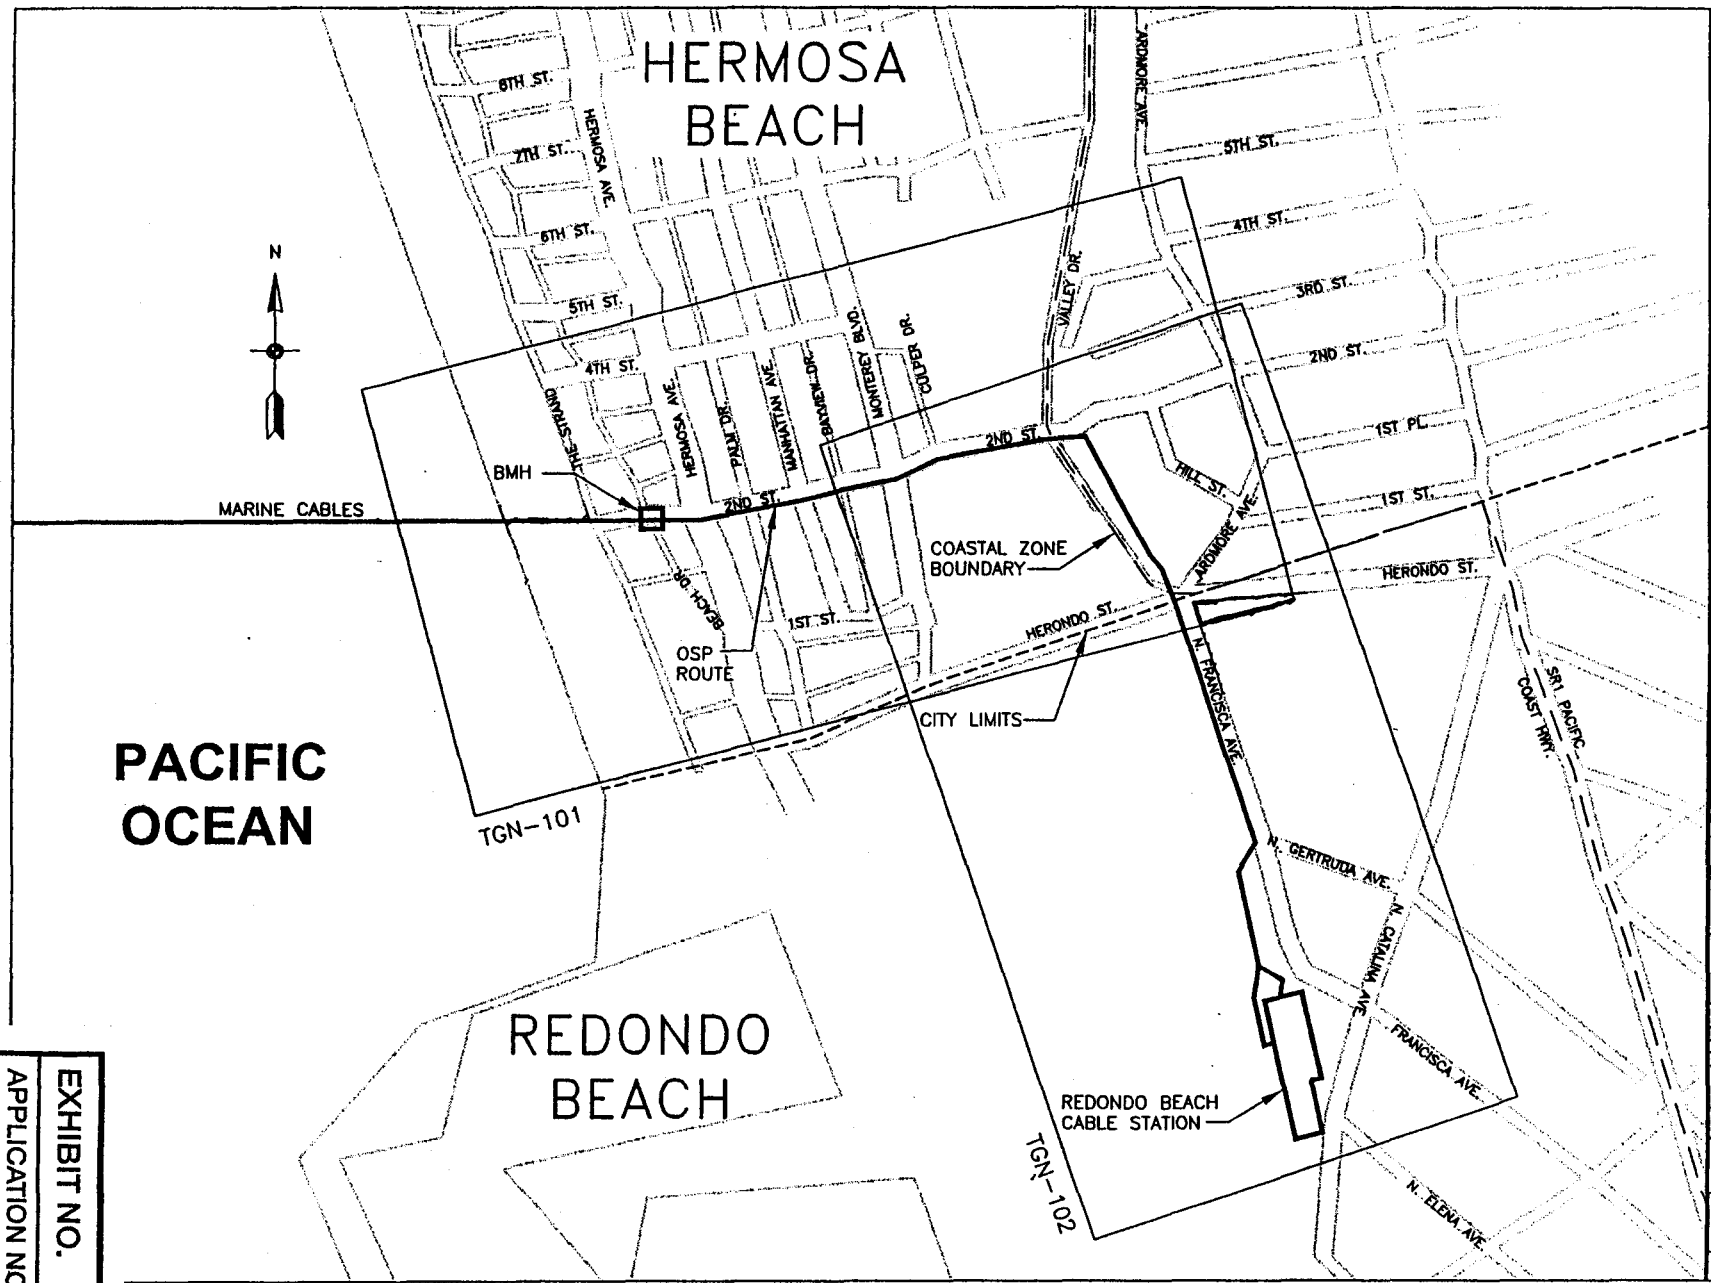 HERMOSA
BEACH
8TH ST.
7TH ST.
6TH ST.
5TH ST.
4TH ST.
HERMOSA AVE.
ARDMORE AVE.
5TH ST.
4TH ST.
3RD ST.
2ND ST.
1ST PL.
1ST ST.
HERONDO ST.
VALLEY DR.
N
THE STRAND
HERMOSA AVE.
PALM DR.
MANHATTAN AVE.
BAYVIEW DR.
MONTEREY BLVD.
CULPER DR.
BMH
MARINE CABLES
2ND ST.
2ND ST.
HILL ST.
ARDMORE AVE.
COASTAL ZONE
BOUNDARY
BEACH DR.
1ST ST.
OSP
ROUTE
HERONDO ST.
N. FRANCISCA AVE.
CITY LIMITS
SR1 PACIFIC
COAST HWY.
PACIFIC
OCEAN
TGN-101
N. GERTRUDA AVE.
N. CATALINA AVE.
REDONDO
BEACH
FRANCISCA AVE.
REDONDO BEACH
CABLE STATION
TGN-102
N. ELENA AVE.
EXHIBIT NO.
APPLICATION NO